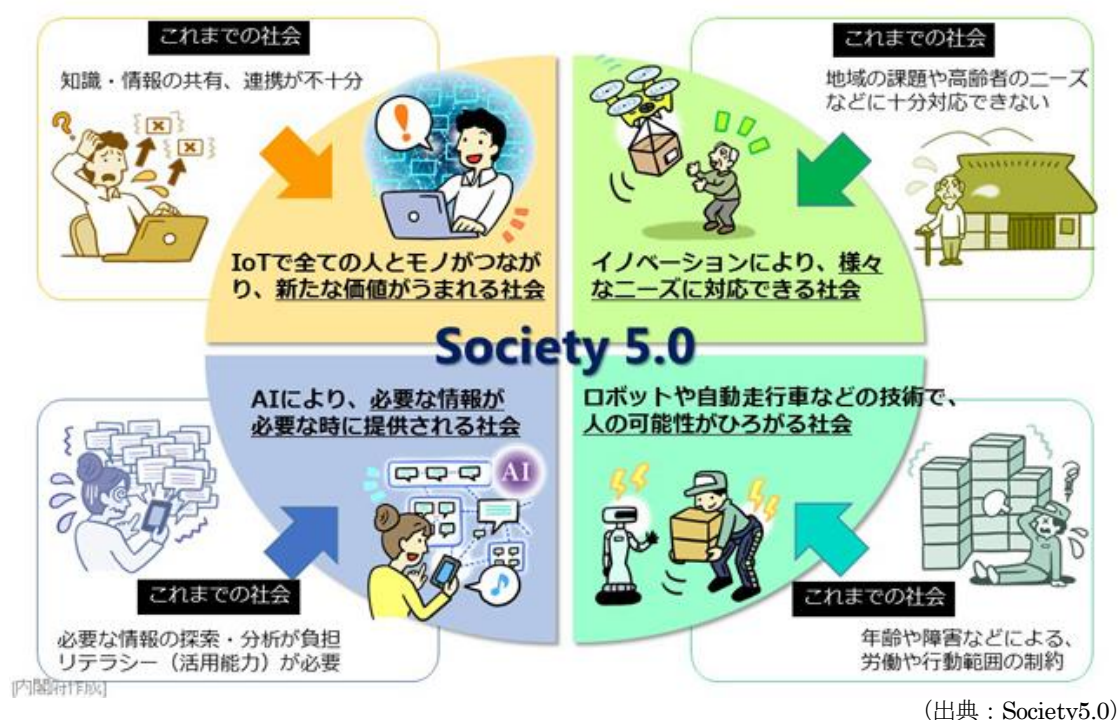 これまでの社会
知識・情報の共有、連携が不十分
これまでの社会
地域の課題や高齢者のニーズ
などに十分対応できない
IoTで全ての人とモノがつなが
り、新たな価値がうまれる社会
イノベーションにより、様々
なニーズに対応できる社会
Society 5.0
AIにより、必要な情報が
必要な時に提供される社会
AI
ロボットや自動走行車などの技術で、
人の可能性がひろがる社会
これまでの社会
必要な情報の探索・分析が負担
リテラシー（活用能力）が必要
これまでの社会
年齢や障害などによる、
労働や行動範囲の制約
[内閣府作成]
(出典：Society5.0)